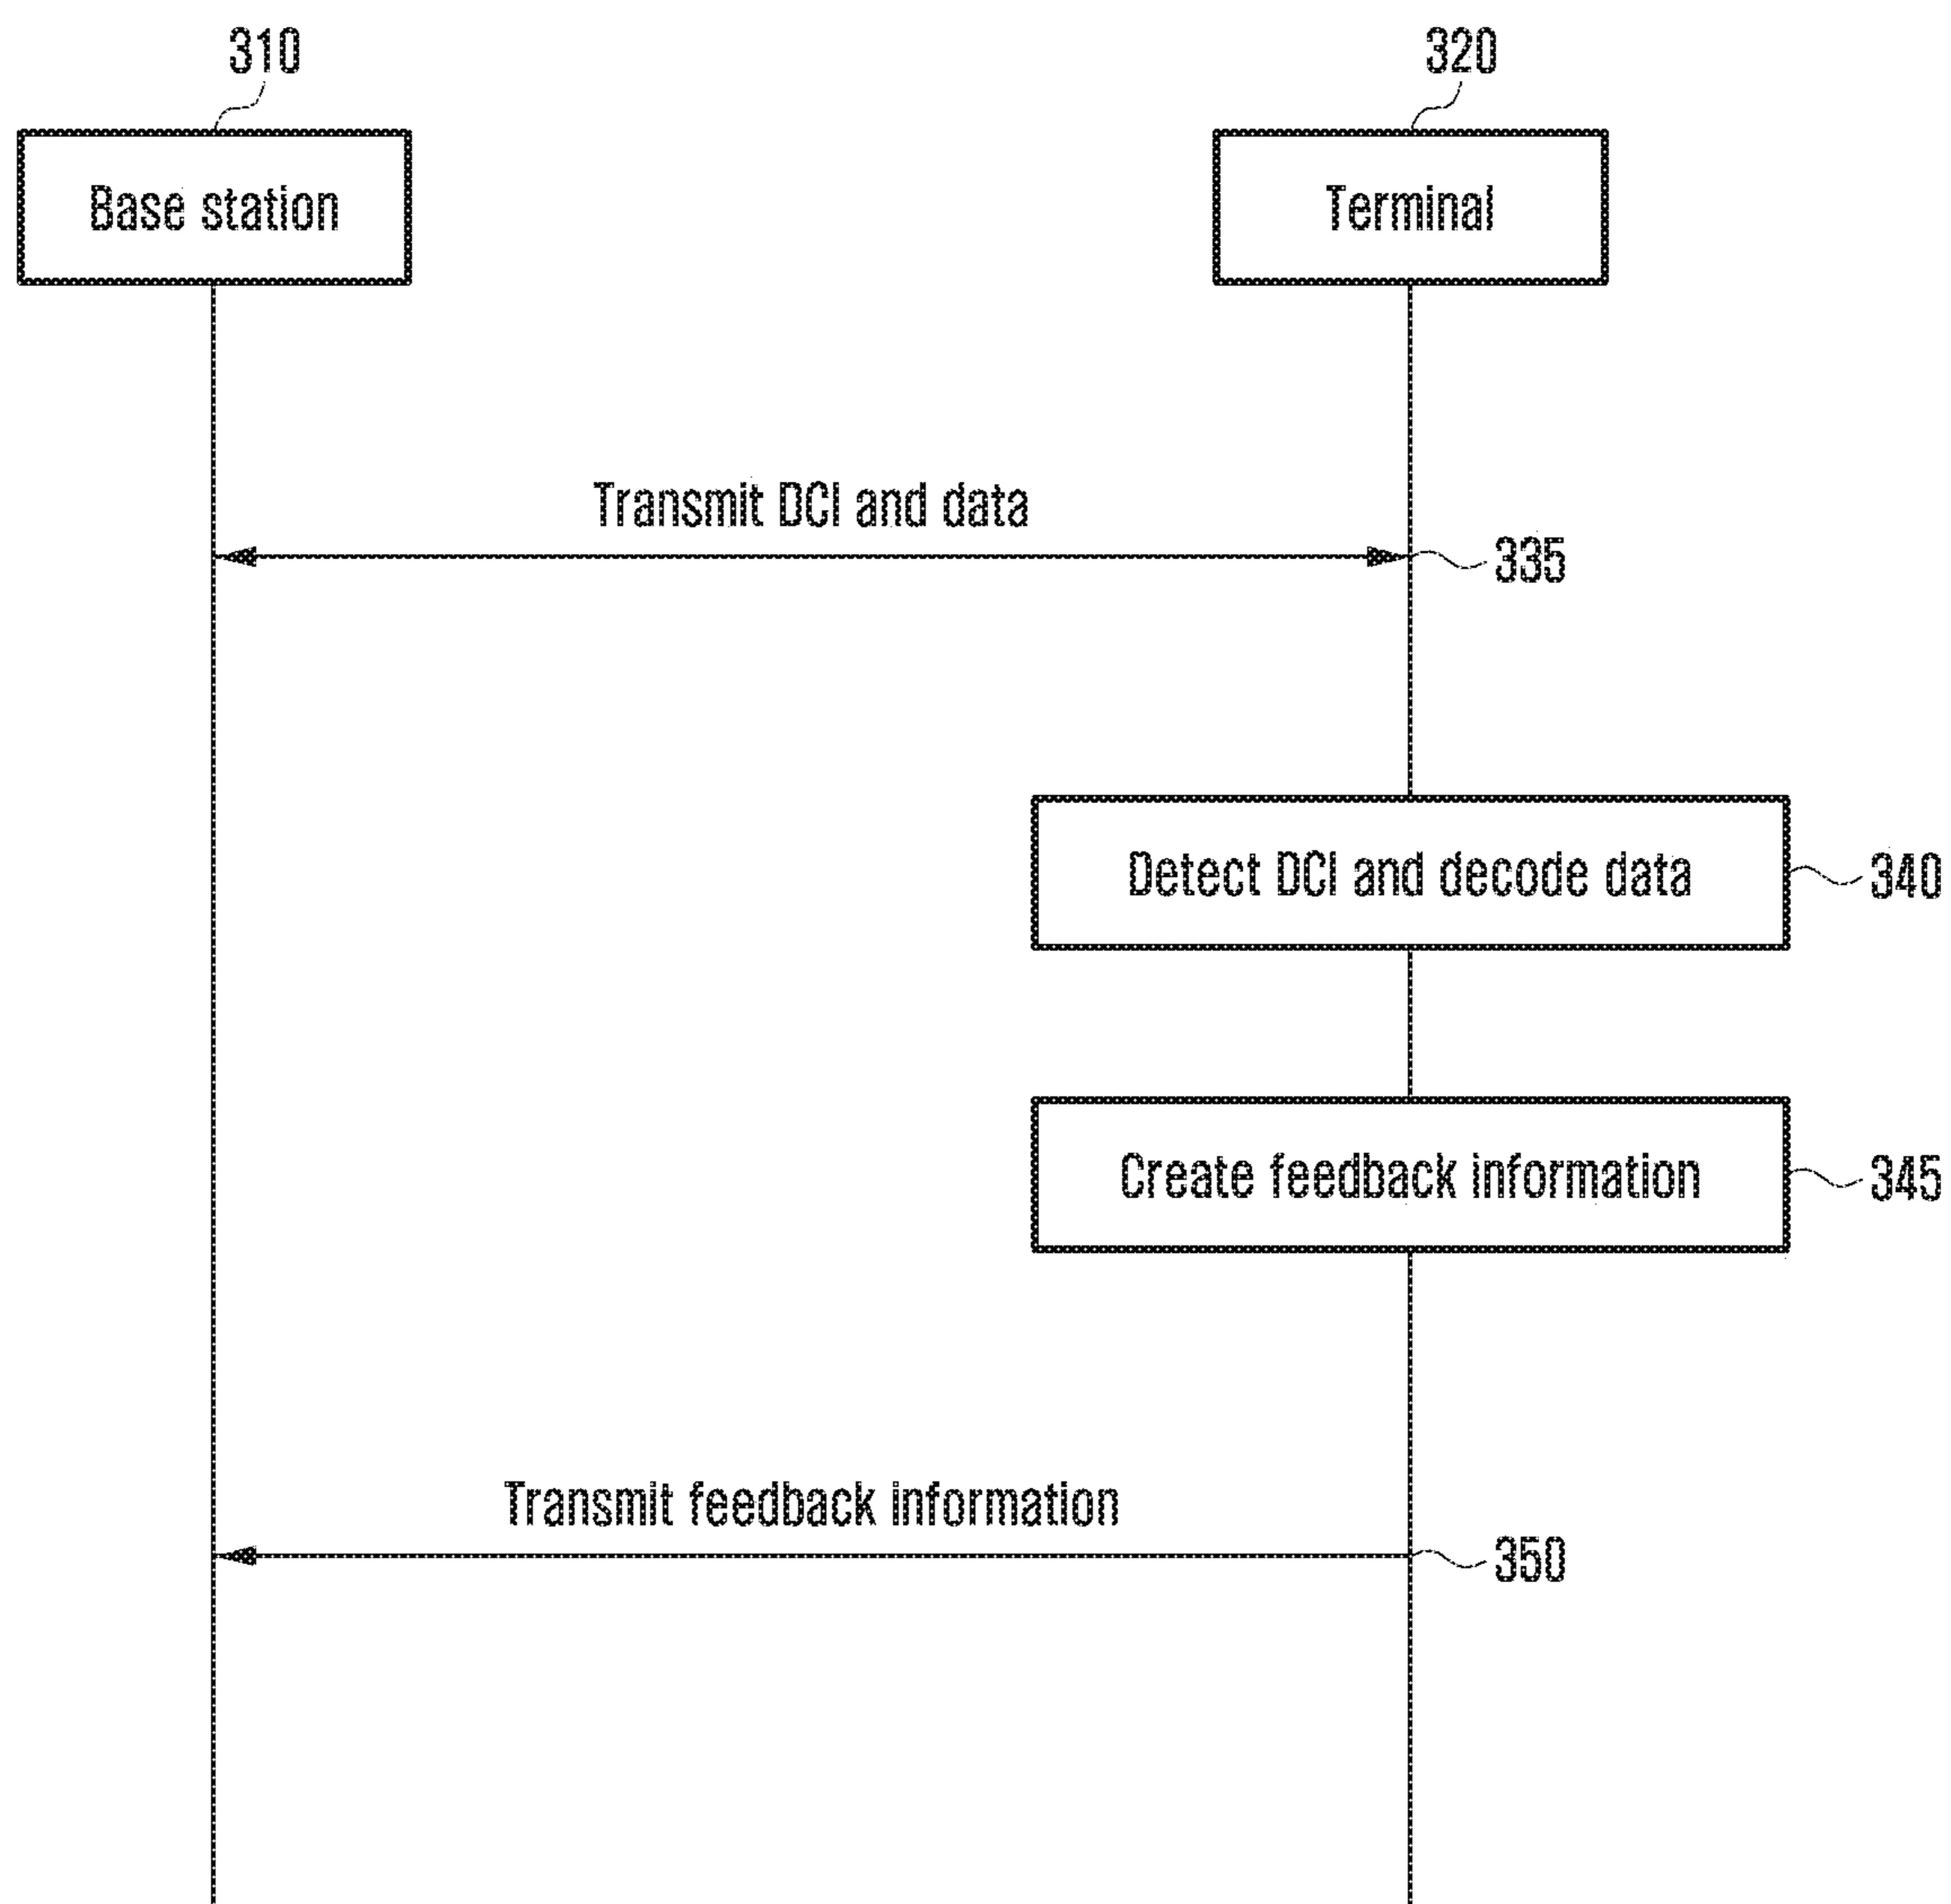 310
320
Base station
Terminal
Transmit DCI and data
335
Detect DCI and decode data
340
Create feedback information
345
Transmit feedback information
350